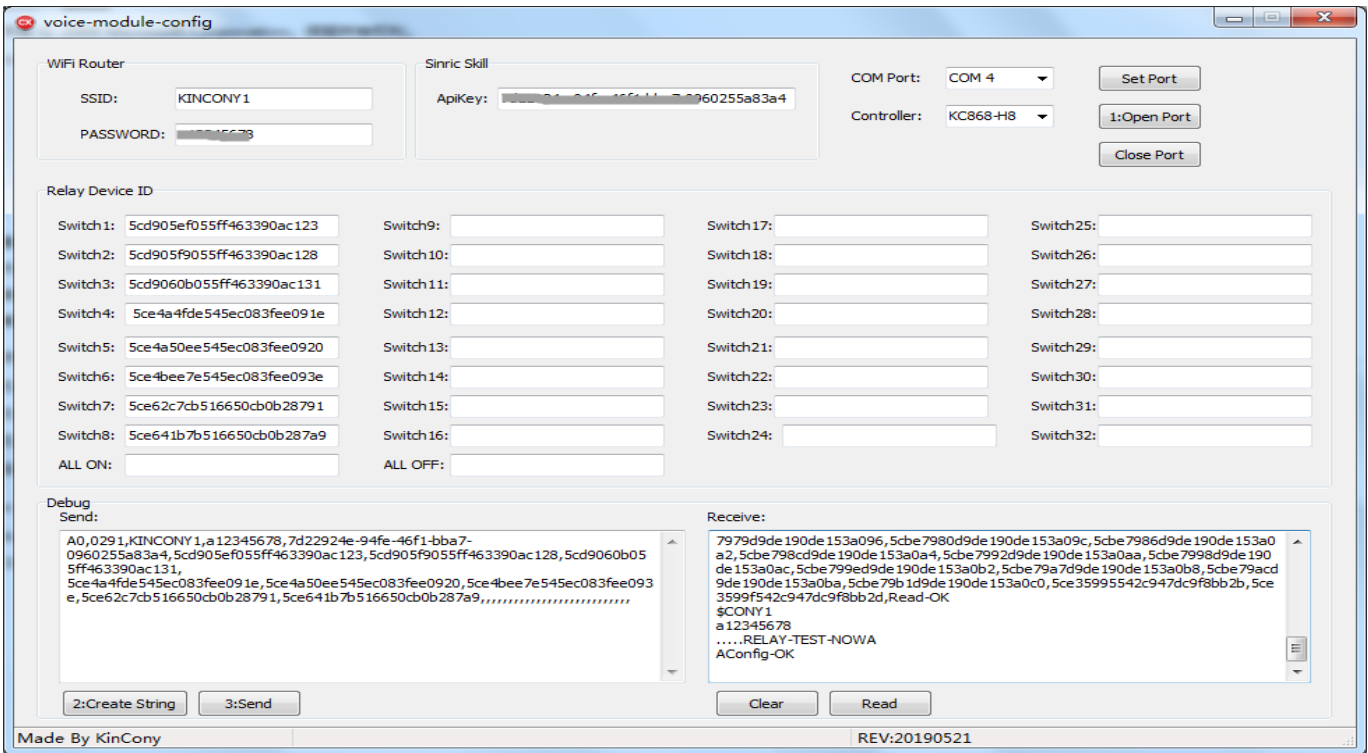 voice-module-config
WiFi Router
SSID: KINCONY1
PASSWORD:
Sinric Skill
ApiKey: 0960255a83a4
COM Port: COM 4 Set Port
Controller: KC868-H8 1:Open Port
Close Port
Relay Device ID
Switch1: 5cd905ef055ff463390ac123 Switch9: Switch17: Switch25:
Switch2: 5cd905f9055ff463390ac128 Switch10: Switch18: Switch26:
Switch3: 5cd9060b055ff463390ac131 Switch11: Switch19: Switch27:
Switch4: 5ce4a4fde545ec083fee091e Switch12: Switch20: Switch28:
Switch5: 5ce4a50ee545ec083fee0920 Switch13: Switch21: Switch29:
Switch6: 5ce4bee7e545ec083fee093e Switch14: Switch22: Switch30:
Switch7: 5ce62c7cb516650cb0b28791 Switch15: Switch23: Switch31:
Switch8: 5ce641b7b516650cb0b287a9 Switch16: Switch24: Switch32:
ALL ON: ALL OFF:
Debug
Send:
A0,0291,KINCONY1,a12345678,7d22924e-94fe-46f1-bba7-
0960255a83a4,5cd905ef055ff463390ac123,5cd905f9055ff463390ac128,5cd9060b05
5ff463390ac131,
5ce4a4fde545ec083fee091e,5ce4a50ee545ec083fee0920,5ce4bee7e545ec083fee093
e,5ce62c7cb516650cb0b28791,5ce641b7b516650cb0b287a9,,,,,,,,,,,,,,,,,,,,,,,,,,,,
2:Create String 3:Send
Receive:
7979d9de190de153a096,5cbe7980d9de190de153a09c,5cbe7986d9de190de153a0
a2,5cbe798cd9de190de153a0a4,5cbe7992d9de190de153a0aa,5cbe7998d9de190
de153a0ac,5cbe799ed9de190de153a0b2,5cbe79a7d9de190de153a0b8,5cbe79acd
9de190de153a0ba,5cbe79b1d9de190de153a0c0,5ce35995542c947dc9f8bb2b,5ce
3599f542c947dc9f8bb2d,Read-OK
$CONY1
a12345678
.....RELAY-TEST-NOWA
AConfig-OK
Clear Read
Made By KinCony REV:20190521